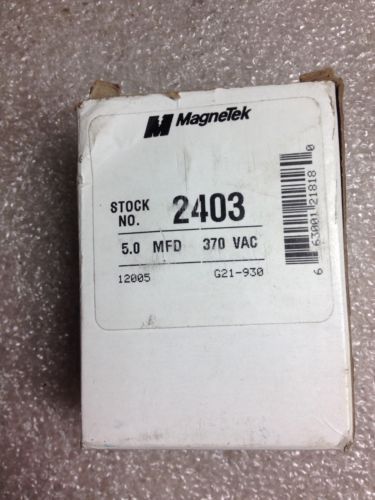 MagneTek
STOCK NO. 2403
5.0 MFD 370 VAC
12005 G21-930
6 63001 21818 0